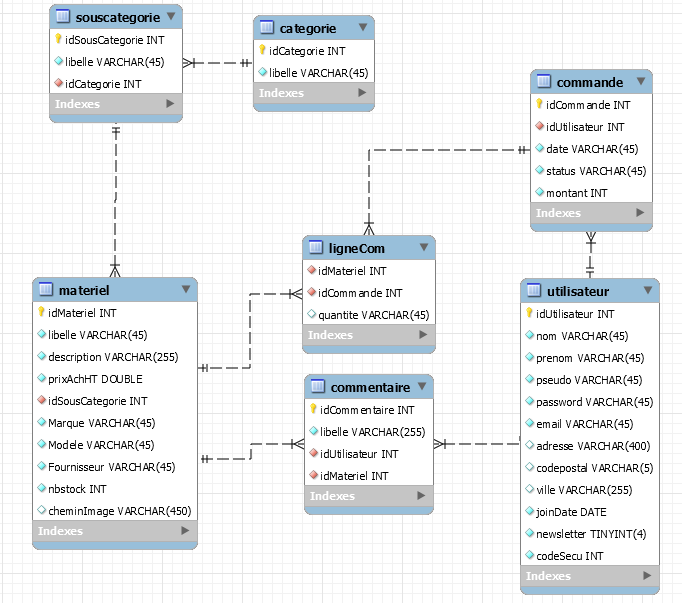 souscategorie
idSousCategorie INT
libelle VARCHAR(45)
idCategorie INT
Indexes
categorie
idCategorie INT
libelle VARCHAR(45)
Indexes
commande
idCommande INT
idUtilisateur INT
date VARCHAR(45)
status VARCHAR(45)
montant INT
Indexes
ligneCom
idMateriel INT
idCommande INT
quantite VARCHAR(45)
Indexes
materiel
idMateriel INT
libelle VARCHAR(45)
description VARCHAR(255)
prixAchHT DOUBLE
idSousCategorie INT
Marque VARCHAR(45)
Modele VARCHAR(45)
Fournisseur VARCHAR(45)
nbstock INT
cheminImage VARCHAR(450)
Indexes
commentaire
idCommentaire INT
libelle VARCHAR(255)
idUtilisateur INT
idMateriel INT
Indexes
utilisateur
idUtilisateur INT
nom VARCHAR(45)
prenom VARCHAR(45)
pseudo VARCHAR(45)
password VARCHAR(45)
email VARCHAR(45)
adresse VARCHAR(400)
codepostal VARCHAR(5)
ville VARCHAR(255)
joinDate DATE
newsletter TINYINT(4)
codeSecu INT
Indexes